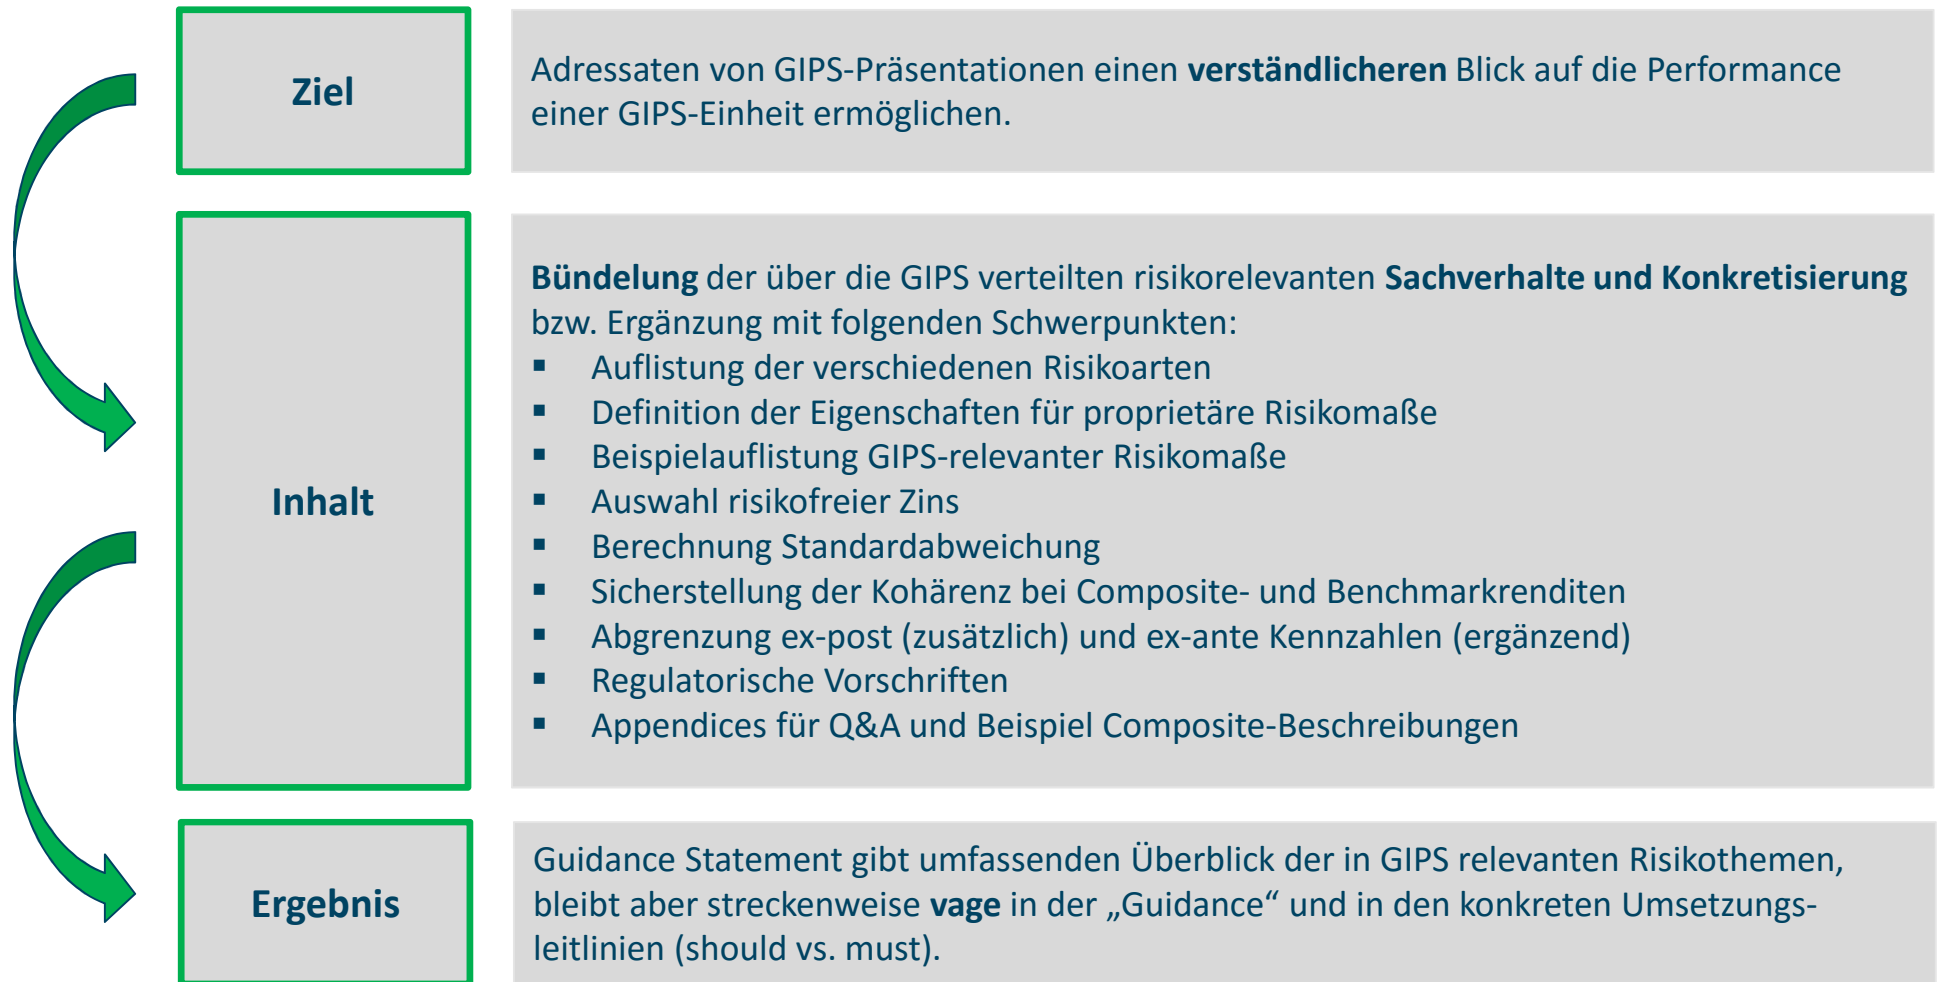 Ziel
Adressaten von GIPS-Präsentationen einen verständlicheren Blick auf die Performance
einer GIPS-Einheit ermöglichen.
Inhalt
Bündelung der über die GIPS verteilten risikorelevanten Sachverhalte und Konkretisierung
bzw. Ergänzung mit folgenden Schwerpunkten:
▪ Auflistung der verschiedenen Risikoarten
▪ Definition der Eigenschaften für proprietäre Risikomaße
▪ Beispielauflistung GIPS-relevanter Risikomaße
▪ Auswahl risikofreier Zins
▪ Berechnung Standardabweichung
▪ Sicherstellung der Kohärenz bei Composite- und Benchmarkrenditen
▪ Abgrenzung ex-post (zusätzlich) und ex-ante Kennzahlen (ergänzend)
▪ Regulatorische Vorschriften
▪ Appendices für Q&A und Beispiel Composite-Beschreibungen
Ergebnis
Guidance Statement gibt umfassenden Überblick der in GIPS relevanten Risikothemen,
bleibt aber streckenweise vage in der „Guidance“ und in den konkreten Umsetzungs-
leitlinien (should vs. must).